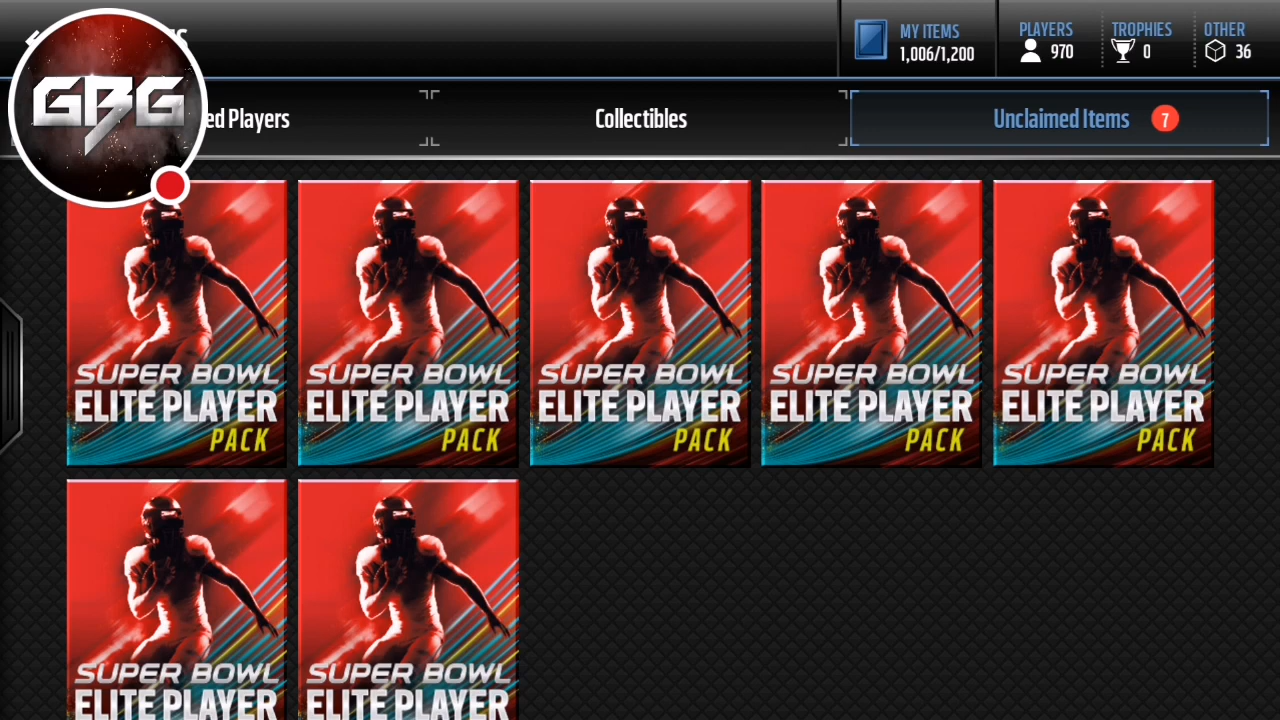 MY ITEMS
1,006/1,200
PLAYERS
970
TROPHIES
0
OTHER
36
GBG
ed Players
Collectibles
Unclaimed Items 7
SUPER BOWL
ELITE PLAYER
PACK
SUPER BOWL
ELITE PLAYER
PACK
SUPER BOWL
ELITE PLAYER
PACK
SUPER BOWL
ELITE PLAYER
PACK
SUPER BOWL
ELITE PLAYER
PACK
SUPER BOWL
ELITE PLAYER
SUPER BOWL
ELITE PLAYER